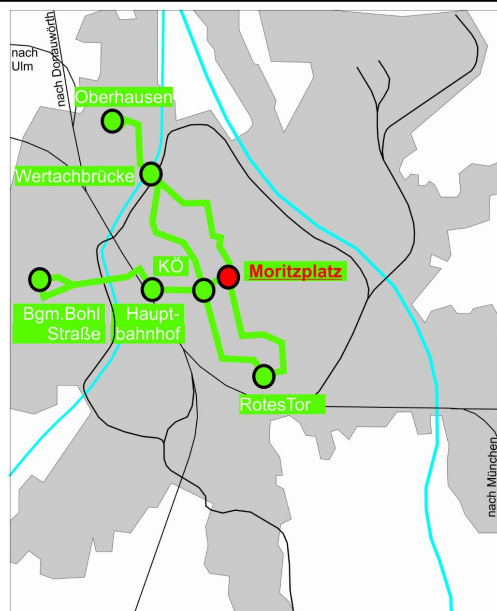 nach
Ulm
nach Donauwörth
Oberhausen
Wertachbrücke
KÖ
Moritzplatz
Bgm.Bohl
Straße
Haupt-
bahnhof
RotesTor
nach München